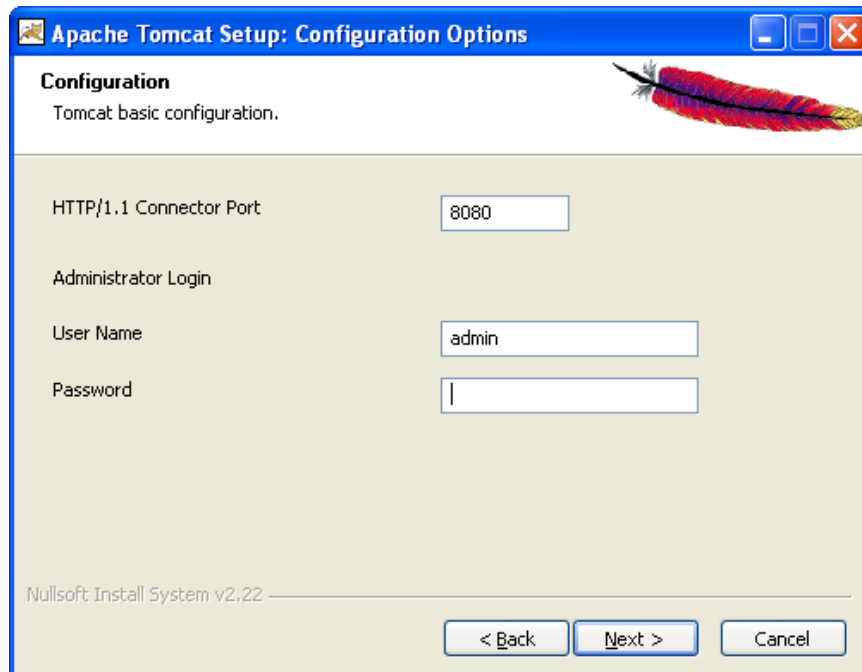 Apache Tomcat Setup: Configuration Options
Configuration
Tomcat basic configuration.
HTTP/1.1 Connector Port
8080
Administrator Login
User Name
admin
Password
Nullsoft Install System v2.22
< Back
Next >
Cancel